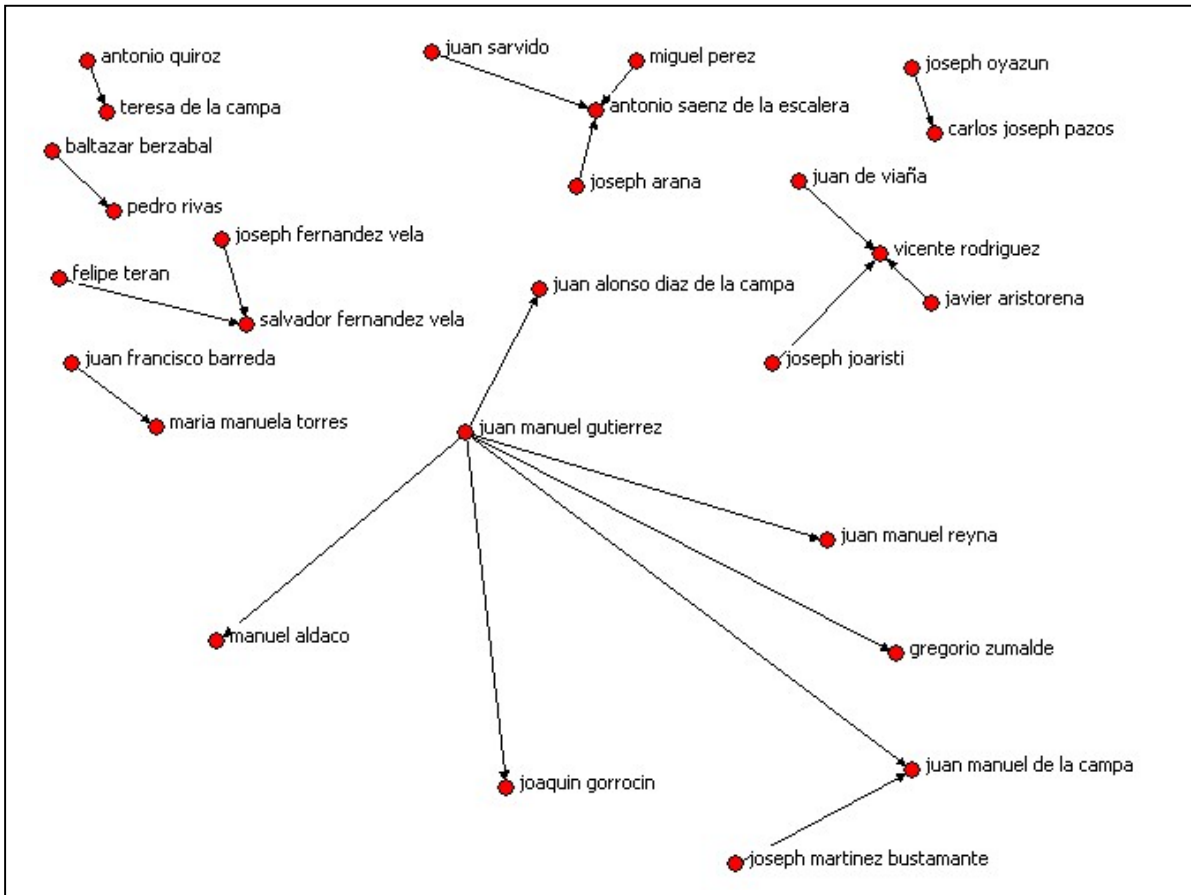 juan sarvido
antonio quiroz
miguel perez
joseph oyazun
teresa de la campa
antonio saenz de la escalera
carlos joseph pazos
baltazar berzabal
joseph arana
juan de viaña
pedro rivas
joseph fernandez vela
vicente rodriguez
felipe teran
juan alonso diaz de la campa
javier aristorena
salvador fernandez vela
juan francisco barreda
joseph joaristi
maria manuela torres
juan manuel gutierrez
juan manuel reyna
manuel aldaco
gregorio zumalde
juan manuel de la campa
joaquin gorrocin
joseph martinez bustamante